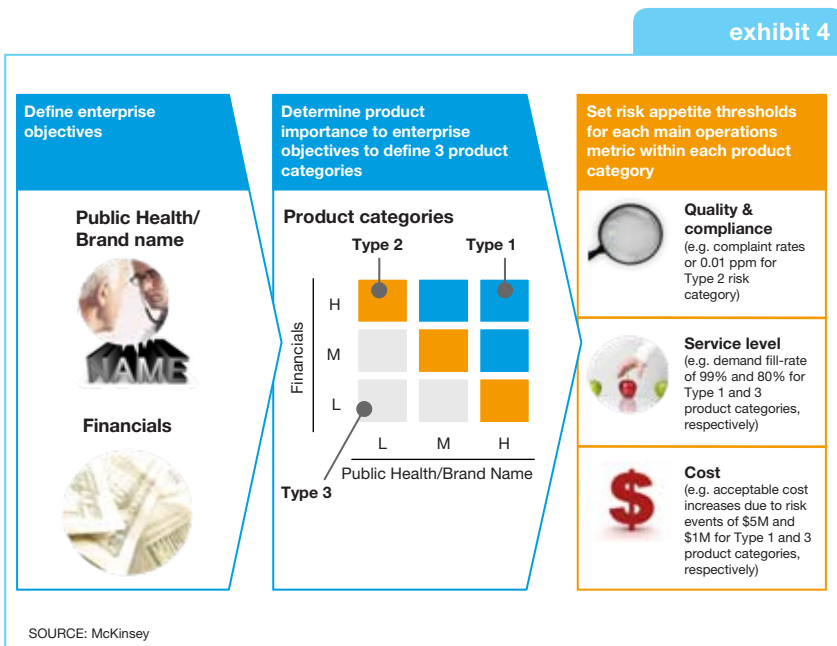 exhibit 4
Define enterprise
objectives
Public Health/
Brand name
NAME
Financials
Determine product
importance to enterprise
objectives to define 3 product
categories
Product categories
Type 2
Type 1
Financials
H
M
L
L M H
Public Health/Brand Name
Type 3
Set risk appetite thresholds
for each main operations
metric within each product
category
Quality &
compliance
(e.g. complaint rates
or 0.01 ppm for
Type 2 risk
category)
Service level
(e.g. demand fill-rate
of 99% and 80% for
Type 1 and 3
product categories,
respectively)
$
Cost
(e.g. acceptable cost
increases due to risk
events of $5M and
$1M for Type 1 and 3
product categories,
respectively)
SOURCE: McKinsey